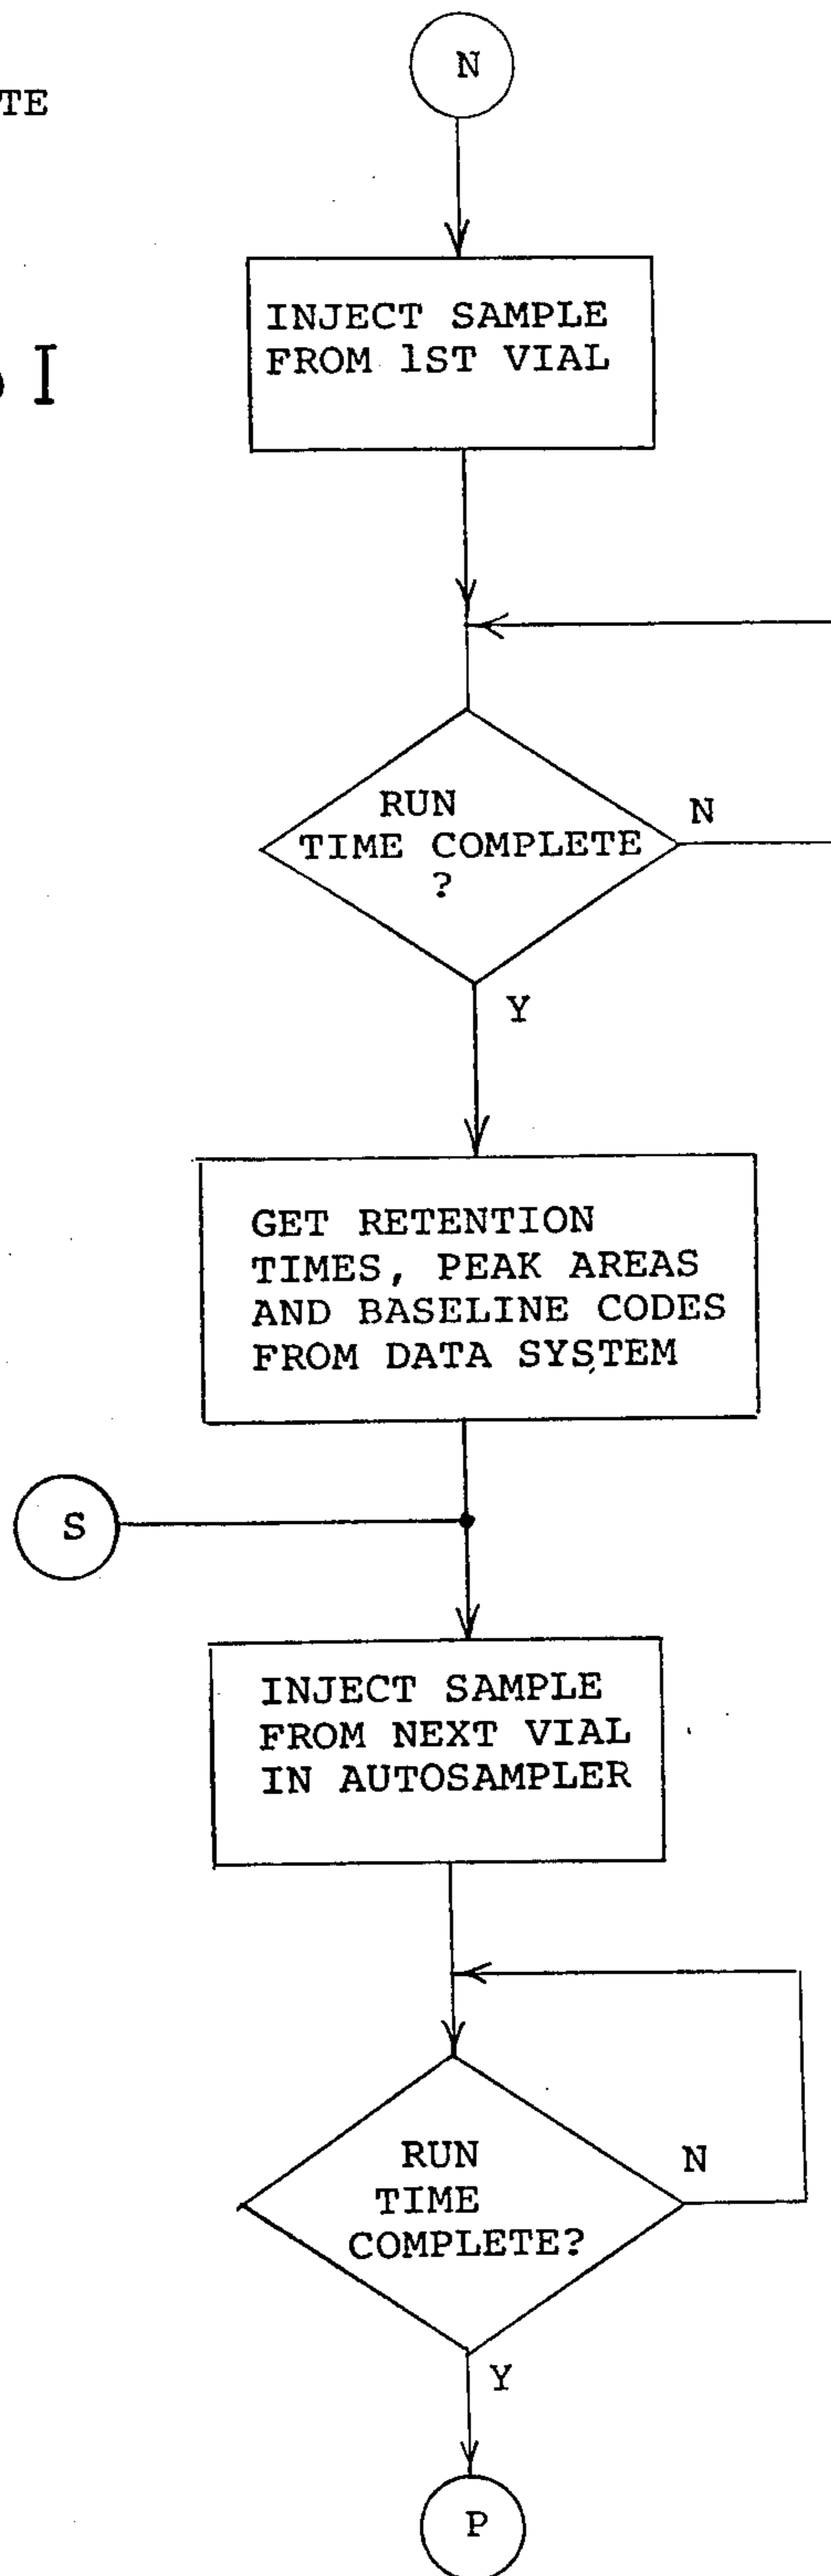 N
TE
INJECT SAMPLE
FROM 1ST VIAL
I
RUN
TIME COMPLETE
?
N
Y
GET RETENTION
TIMES, PEAK AREAS
AND BASELINE CODES
FROM DATA SYSTEM
S
INJECT SAMPLE
FROM NEXT VIAL
IN AUTOSAMPLER
RUN
TIME
COMPLETE?
N
Y
P